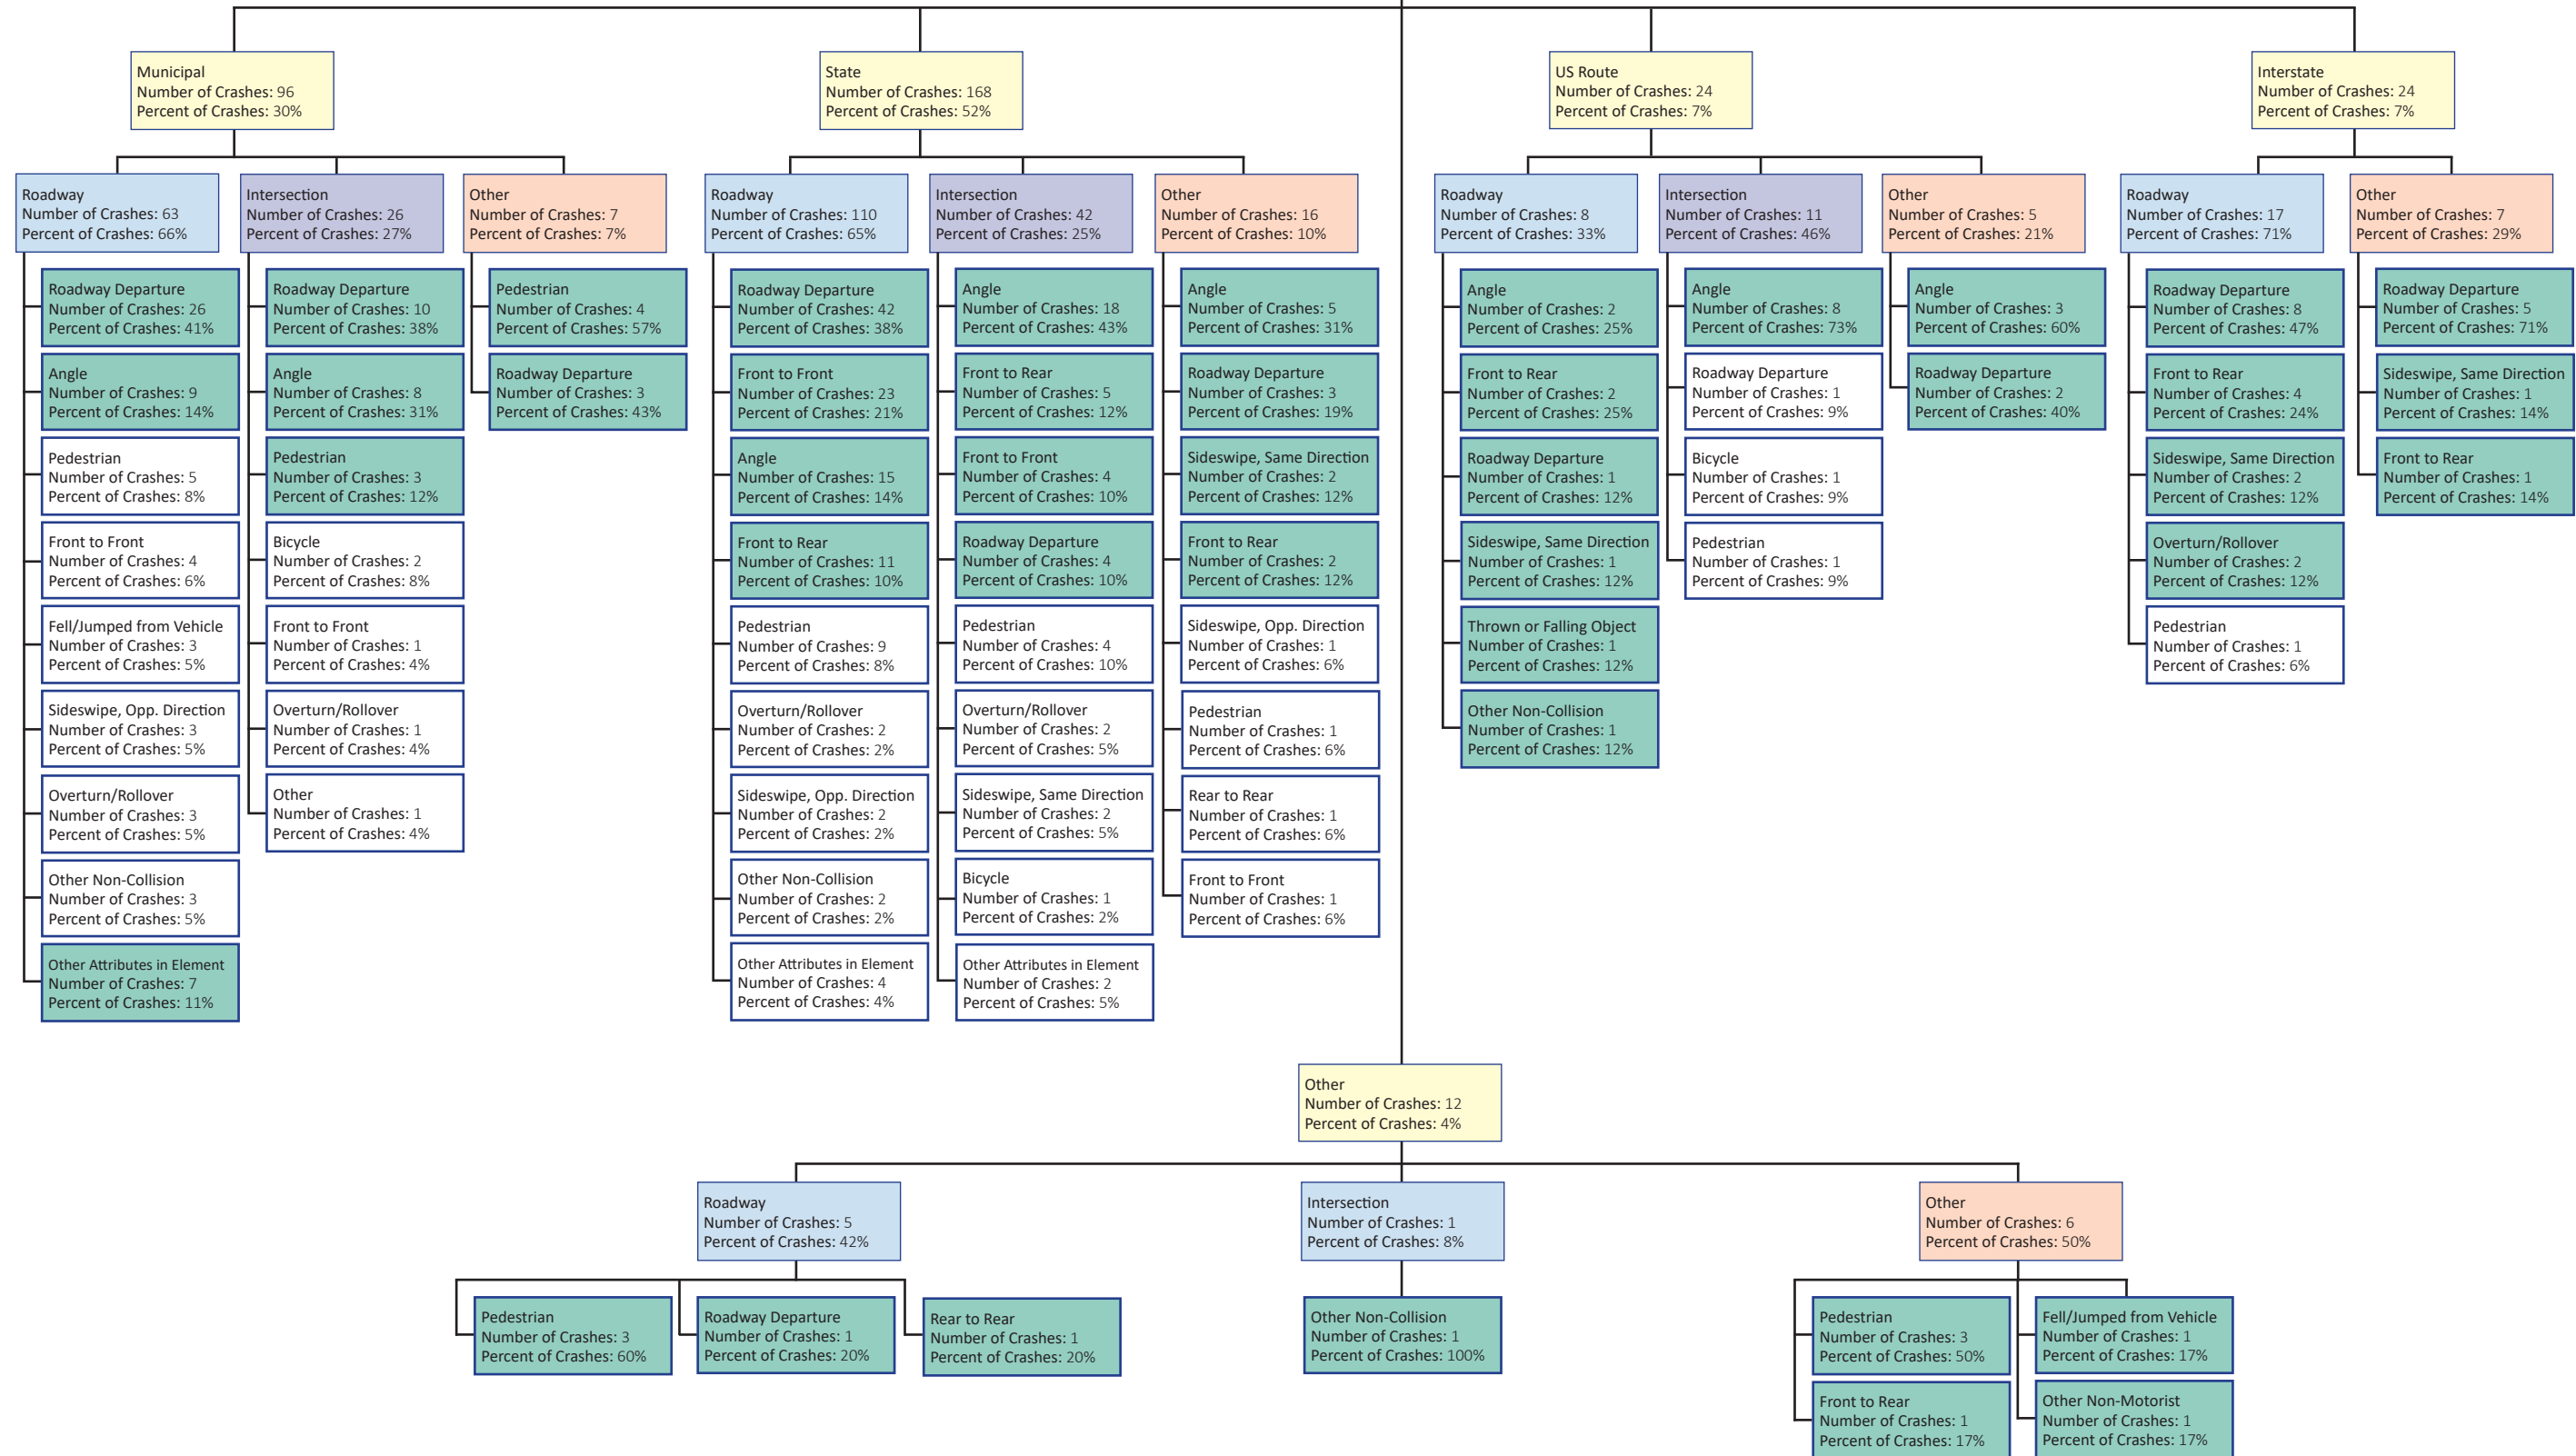 Municipal
Number of Crashes: 96
Percent of Crashes: 30%
State
Number of Crashes: 168
Percent of Crashes: 52%
US Route
Number of Crashes: 24
Percent of Crashes: 7%
Interstate
Number of Crashes: 24
Percent of Crashes: 7%
Roadway
Number of Crashes: 63
Percent of Crashes: 66%
Intersection
Number of Crashes: 26
Percent of Crashes: 27%
Other
Number of Crashes: 7
Percent of Crashes: 7%
Roadway
Number of Crashes: 110
Percent of Crashes: 65%
Intersection
Number of Crashes: 42
Percent of Crashes: 25%
Other
Number of Crashes: 16
Percent of Crashes: 10%
Roadway
Number of Crashes: 8
Percent of Crashes: 33%
Intersection
Number of Crashes: 11
Percent of Crashes: 46%
Other
Number of Crashes: 5
Percent of Crashes: 21%
Roadway
Number of Crashes: 17
Percent of Crashes: 71%
Other
Number of Crashes: 7
Percent of Crashes: 29%
Roadway Departure
Number of Crashes: 26
Percent of Crashes: 41%
Angle
Number of Crashes: 9
Percent of Crashes: 14%
Pedestrian
Number of Crashes: 5
Percent of Crashes: 8%
Front to Front
Number of Crashes: 4
Percent of Crashes: 6%
Fell/Jumped from Vehicle
Number of Crashes: 3
Percent of Crashes: 5%
Sideswipe, Opp. Direction
Number of Crashes: 3
Percent of Crashes: 5%
Overturn/Rollover
Number of Crashes: 3
Percent of Crashes: 5%
Other Non-Collision
Number of Crashes: 3
Percent of Crashes: 5%
Other Attributes in Element
Number of Crashes: 7
Percent of Crashes: 11%
Roadway Departure
Number of Crashes: 10
Percent of Crashes: 38%
Angle
Number of Crashes: 8
Percent of Crashes: 31%
Pedestrian
Number of Crashes: 3
Percent of Crashes: 12%
Bicycle
Number of Crashes: 2
Percent of Crashes: 8%
Front to Front
Number of Crashes: 1
Percent of Crashes: 4%
Overturn/Rollover
Number of Crashes: 1
Percent of Crashes: 4%
Other
Number of Crashes: 1
Percent of Crashes: 4%
Pedestrian
Number of Crashes: 4
Percent of Crashes: 57%
Roadway Departure
Number of Crashes: 3
Percent of Crashes: 43%
Roadway Departure
Number of Crashes: 42
Percent of Crashes: 38%
Front to Front
Number of Crashes: 23
Percent of Crashes: 21%
Angle
Number of Crashes: 15
Percent of Crashes: 14%
Front to Rear
Number of Crashes: 11
Percent of Crashes: 10%
Pedestrian
Number of Crashes: 9
Percent of Crashes: 8%
Overturn/Rollover
Number of Crashes: 2
Percent of Crashes: 2%
Sideswipe, Opp. Direction
Number of Crashes: 2
Percent of Crashes: 2%
Other Non-Collision
Number of Crashes: 2
Percent of Crashes: 2%
Other Attributes in Element
Number of Crashes: 4
Percent of Crashes: 4%
Angle
Number of Crashes: 18
Percent of Crashes: 43%
Front to Rear
Number of Crashes: 5
Percent of Crashes: 12%
Front to Front
Number of Crashes: 4
Percent of Crashes: 10%
Roadway Departure
Number of Crashes: 4
Percent of Crashes: 10%
Pedestrian
Number of Crashes: 4
Percent of Crashes: 10%
Overturn/Rollover
Number of Crashes: 2
Percent of Crashes: 5%
Sideswipe, Same Direction
Number of Crashes: 2
Percent of Crashes: 5%
Bicycle
Number of Crashes: 1
Percent of Crashes: 2%
Other Attributes in Element
Number of Crashes: 2
Percent of Crashes: 5%
Angle
Number of Crashes: 5
Percent of Crashes: 31%
Roadway Departure
Number of Crashes: 3
Percent of Crashes: 19%
Sideswipe, Same Direction
Number of Crashes: 2
Percent of Crashes: 12%
Front to Rear
Number of Crashes: 2
Percent of Crashes: 12%
Sideswipe, Opp. Direction
Number of Crashes: 1
Percent of Crashes: 6%
Pedestrian
Number of Crashes: 1
Percent of Crashes: 6%
Rear to Rear
Number of Crashes: 1
Percent of Crashes: 6%
Front to Front
Number of Crashes: 1
Percent of Crashes: 6%
Angle
Number of Crashes: 2
Percent of Crashes: 25%
Front to Rear
Number of Crashes: 2
Percent of Crashes: 25%
Roadway Departure
Number of Crashes: 1
Percent of Crashes: 12%
Sideswipe, Same Direction
Number of Crashes: 1
Percent of Crashes: 12%
Thrown or Falling Object
Number of Crashes: 1
Percent of Crashes: 12%
Other Non-Collision
Number of Crashes: 1
Percent of Crashes: 12%
Angle
Number of Crashes: 8
Percent of Crashes: 73%
Roadway Departure
Number of Crashes: 1
Percent of Crashes: 9%
Bicycle
Number of Crashes: 1
Percent of Crashes: 9%
Pedestrian
Number of Crashes: 1
Percent of Crashes: 9%
Angle
Number of Crashes: 3
Percent of Crashes: 60%
Roadway Departure
Number of Crashes: 2
Percent of Crashes: 40%
Roadway Departure
Number of Crashes: 8
Percent of Crashes: 47%
Front to Rear
Number of Crashes: 4
Percent of Crashes: 24%
Sideswipe, Same Direction
Number of Crashes: 2
Percent of Crashes: 12%
Overturn/Rollover
Number of Crashes: 2
Percent of Crashes: 12%
Pedestrian
Number of Crashes: 1
Percent of Crashes: 6%
Roadway Departure
Number of Crashes: 5
Percent of Crashes: 71%
Sideswipe, Same Direction
Number of Crashes: 1
Percent of Crashes: 14%
Front to Rear
Number of Crashes: 1
Percent of Crashes: 14%
Other
Number of Crashes: 12
Percent of Crashes: 4%
Roadway
Number of Crashes: 5
Percent of Crashes: 42%
Intersection
Number of Crashes: 1
Percent of Crashes: 8%
Other
Number of Crashes: 6
Percent of Crashes: 50%
Pedestrian
Number of Crashes: 3
Percent of Crashes: 60%
Roadway Departure
Number of Crashes: 1
Percent of Crashes: 20%
Rear to Rear
Number of Crashes: 1
Percent of Crashes: 20%
Other Non-Collision
Number of Crashes: 1
Percent of Crashes: 100%
Pedestrian
Number of Crashes: 3
Percent of Crashes: 50%
Fell/Jumped from Vehicle
Number of Crashes: 1
Percent of Crashes: 17%
Front to Rear
Number of Crashes: 1
Percent of Crashes: 17%
Other Non-Motorist
Number of Crashes: 1
Percent of Crashes: 17%